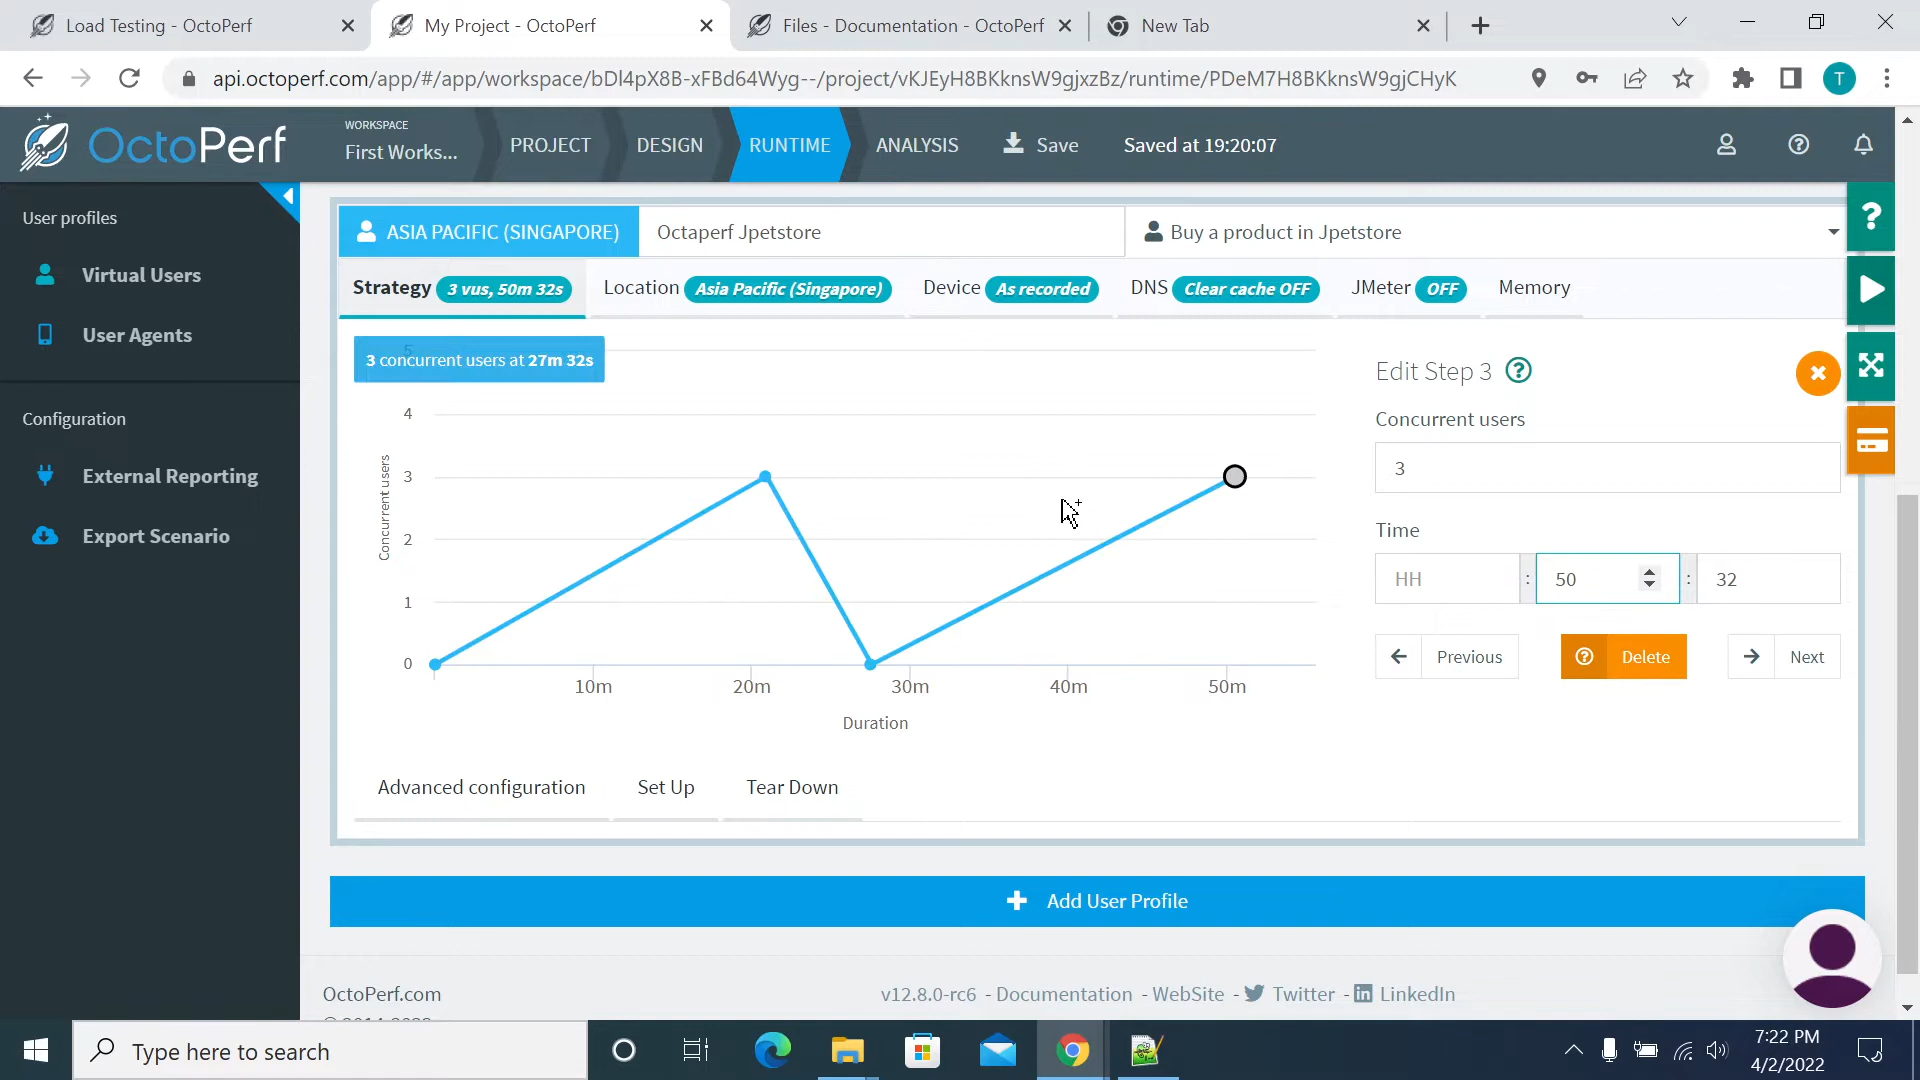 Load Testing - OctoPerf
My Project - OctoPerf
Files - Documentation - OctoPerf
New Tab
api.octoperf.com/app/#/app/workspace/bDl4pX8B-xFBd64Wyg--/project/vKJEyH8BKknsW9gjxzBz/runtime/PDeM7H8BKknsW9gjCHyK
T
OctoPerf
WORKSPACE
First Works...
PROJECT
DESIGN
RUNTIME
ANALYSIS
Save
Saved at 19:20:07
User profiles
Virtual Users
User Agents
Configuration
External Reporting
Export Scenario
ASIA PACIFIC (SINGAPORE)
Octaperf Jpetstore
Buy a product in Jpetstore
Strategy 3 vus, 50m 32s
Location Asia Pacific (Singapore)
Device As recorded
DNS Clear cache OFF
JMeter OFF
Memory
3 concurrent users at 27m 32s
5
4
3
2
1
0
Concurrent users
10m
20m
30m
40m
50m
Duration
Edit Step 3
Concurrent users
3
Time
HH : 50 : 32
Previous
Delete
Next
Advanced configuration
Set Up
Tear Down
Add User Profile
OctoPerf.com
v12.8.0-rc6 - Documentation - WebSite - Twitter - LinkedIn
Type here to search
7:22 PM
4/2/2022